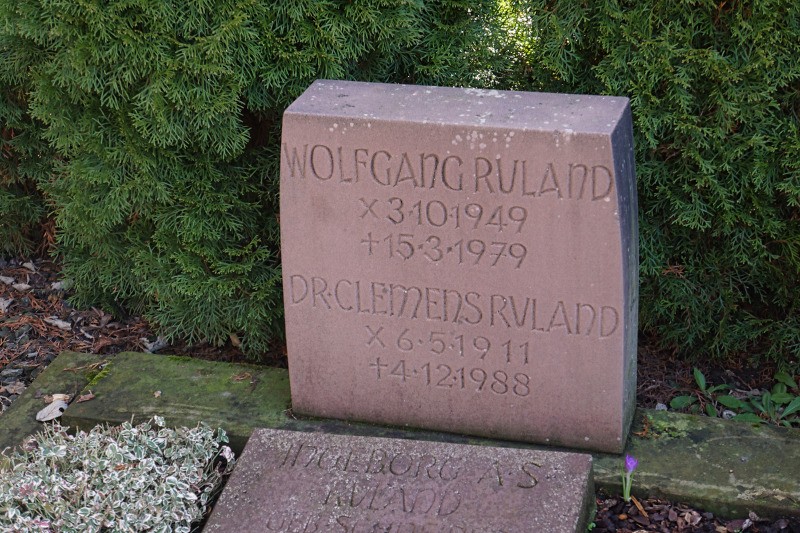 WOLFGANG RULAND
× 3·10·1949
† 15·3·1979
DR·CLEMENS RULAND
× 6·5·1911
† 4·12·1988
INGEBORG A·S·
RULAND
GEB